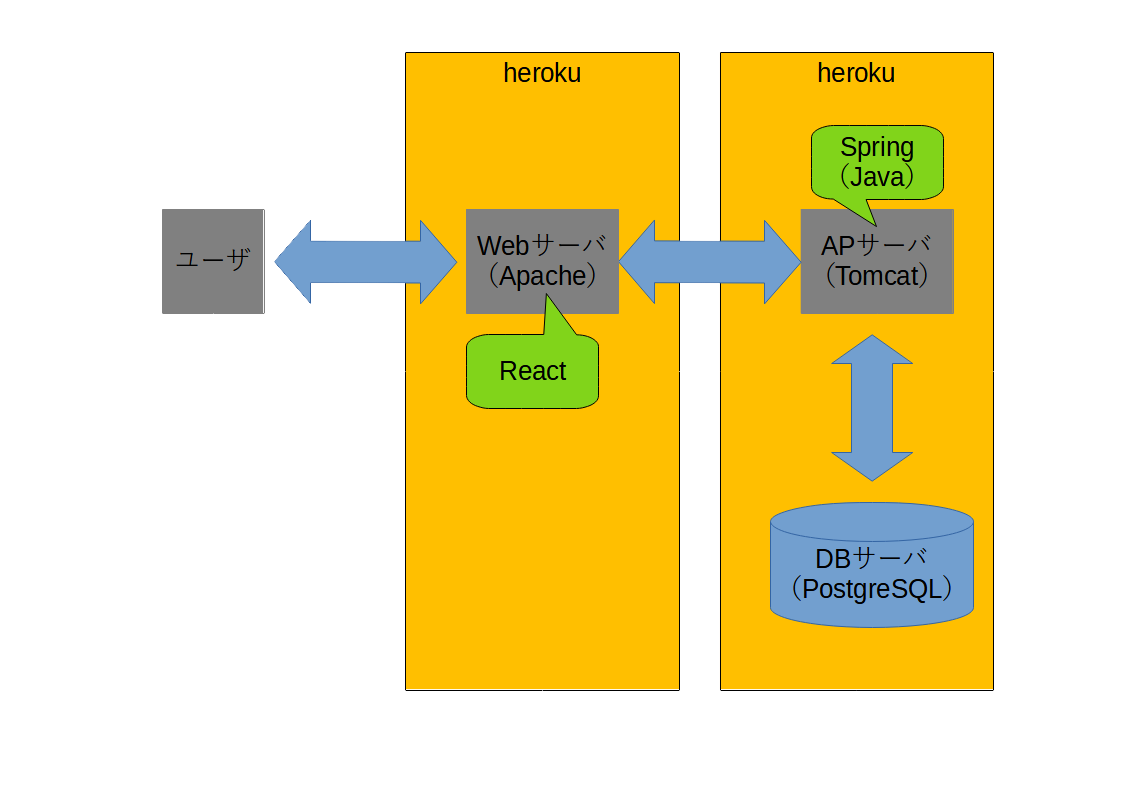 heroku
heroku
Spring
（Java）
ユーザ
Webサーバ
（Apache）
APサーバ
（Tomcat）
React
DBサーバ
（PostgreSQL）